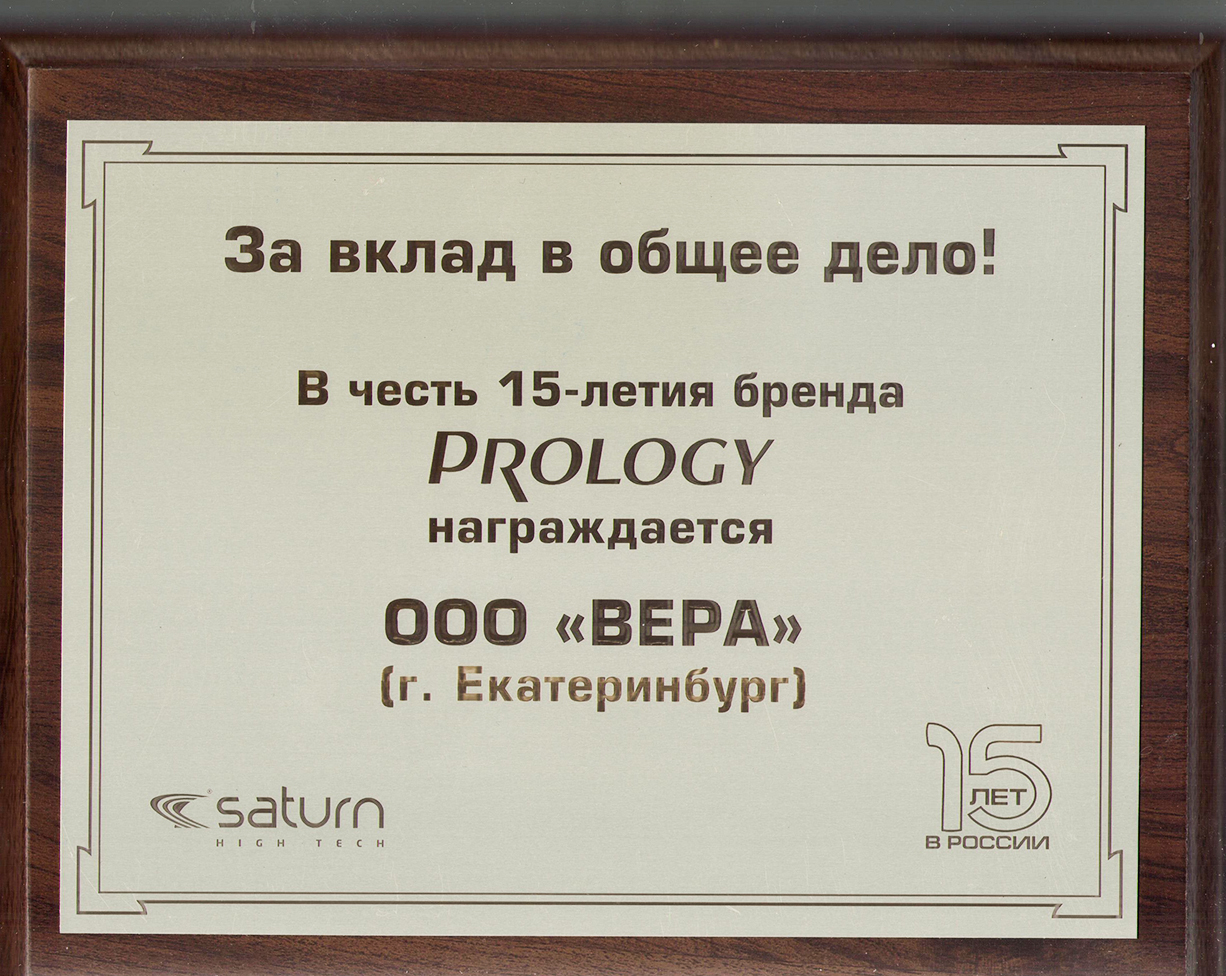 За вклад в общее дело!
В честь 15-летия бренда
PROLOGY
награждается
ООО «ВЕРА»
(г. Екатеринбург)
saturn
HIGH TECH
15
ЛЕТ
В РОССИИ